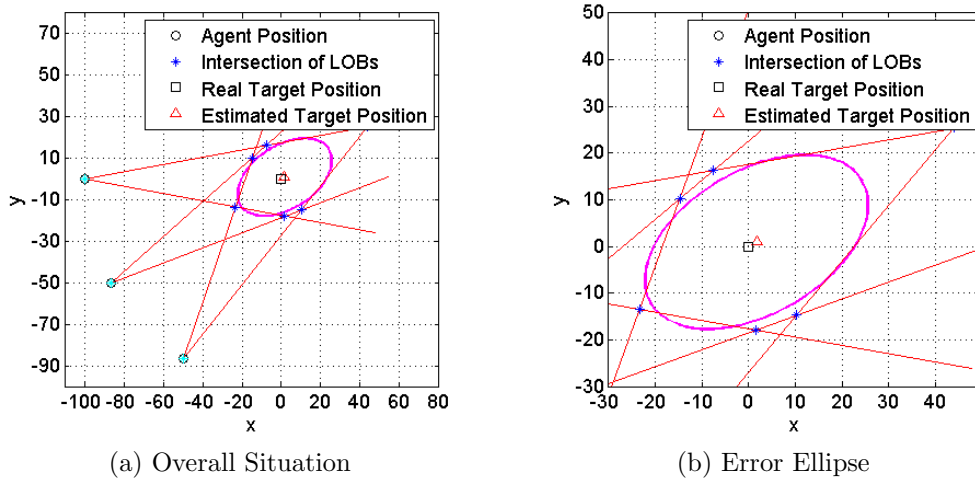 70
50
30
10
-10
-30
-50
-70
-90
y
-100 -80 -60 -40 -20 0 20 40 60 80
x
Agent Position
Intersection of LOBs
Real Target Position
Estimated Target Position
(a) Overall Situation
50
40
30
20
10
0
-10
-20
-30
y
-30 -20 -10 0 10 20 30 40
x
Agent Position
Intersection of LOBs
Real Target Position
Estimated Target Position
(b) Error Ellipse